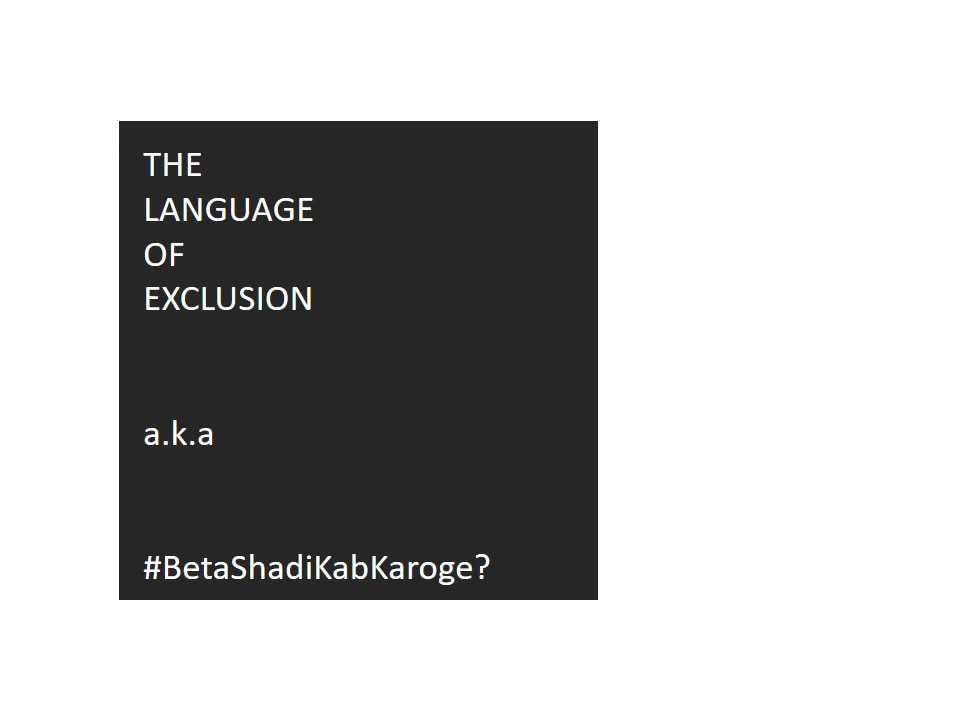 THE
LANGUAGE
OF
EXCLUSION
a.k.a
#BetaShadiKabKaroge?